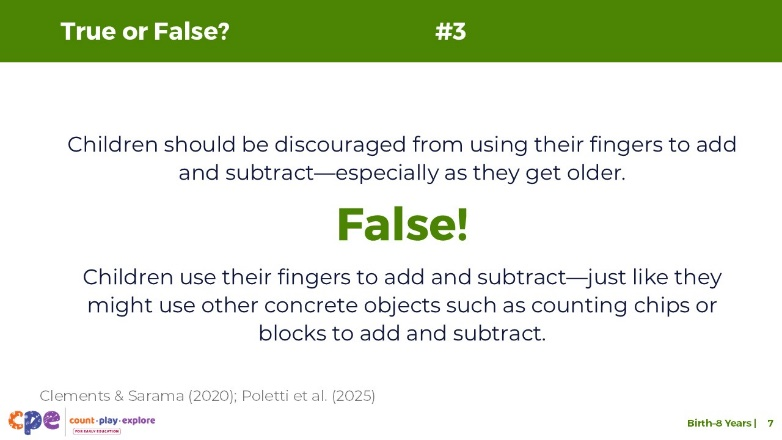 True or False? #3
Children should be discouraged from using their fingers to add
and subtract—especially as they get older.
False!
Children use their fingers to add and subtract—just like they
might use other concrete objects such as counting chips or
blocks to add and subtract.
Clements & Sarama (2020); Poletti et al. (2025)
cpe count·play·explore
FOR EARLY EDUCATION
Birth–8 Years | 7